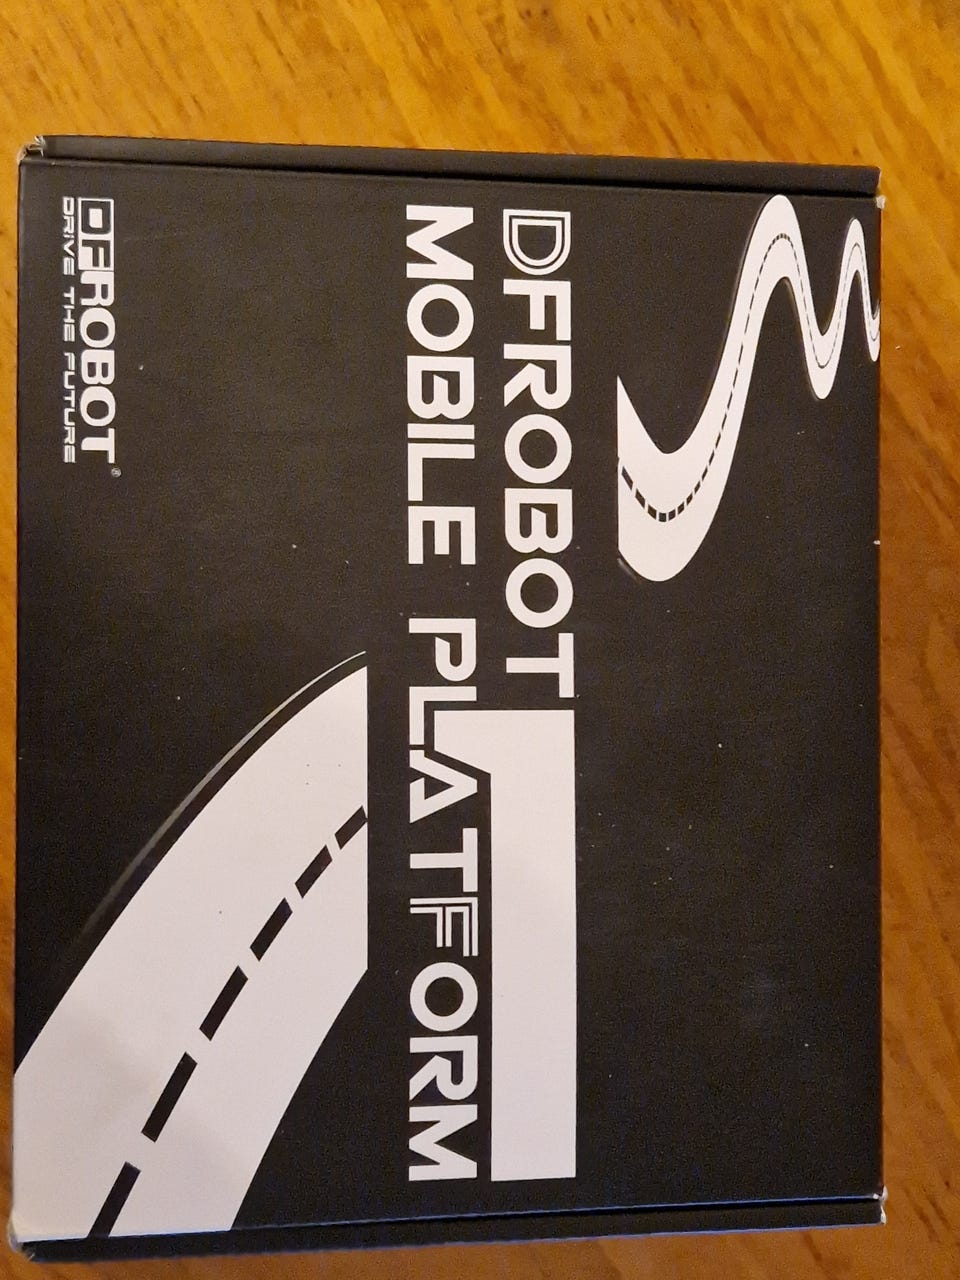 DFROBOT
MOBILE PLATFORM
DFROBOT®
DRIVE THE FUTURE